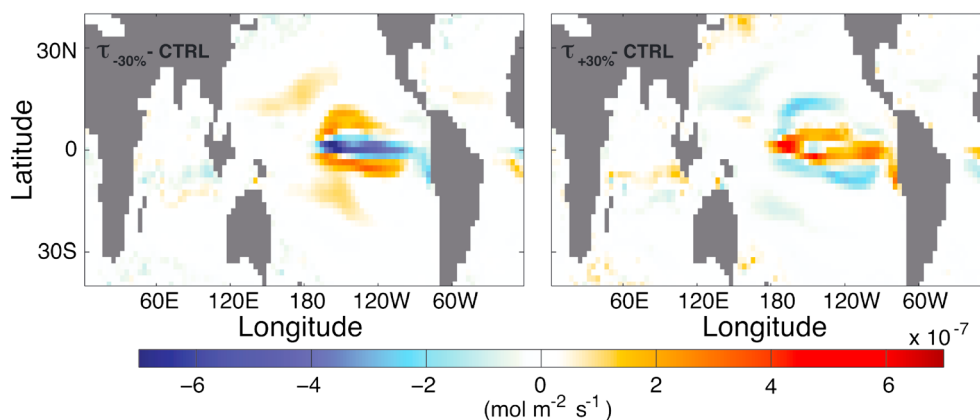 τ-30%- CTRL
τ+30%- CTRL
30N
0
30S
Latitude
60E 120E 180 120W 60W
60E 120E 180 120W 60W
Longitude
Longitude
x 10-7
−6 −4 −2 0 2 4 6
(mol m-2 s-1)